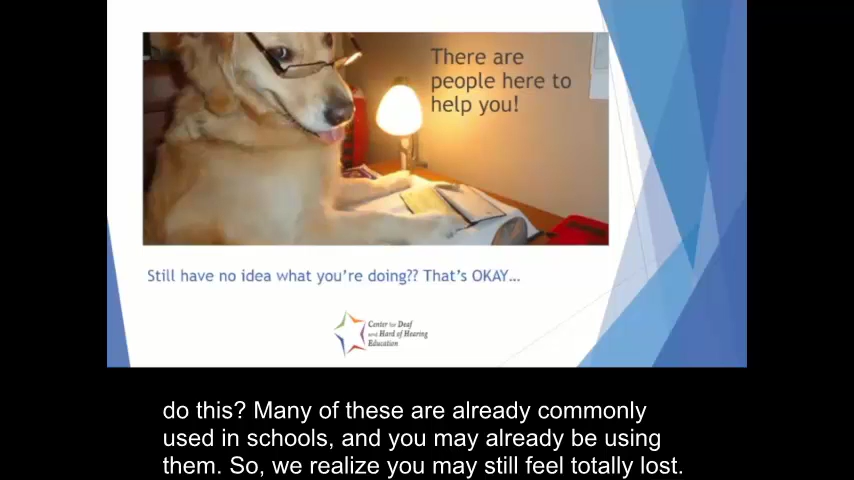 There are
people here to
help you!
Still have no idea what you're doing?? That's OKAY...
Center for Deaf
and Hard of Hearing
Education
do this? Many of these are already commonly
used in schools, and you may already be using
them. So, we realize you may still feel totally lost.